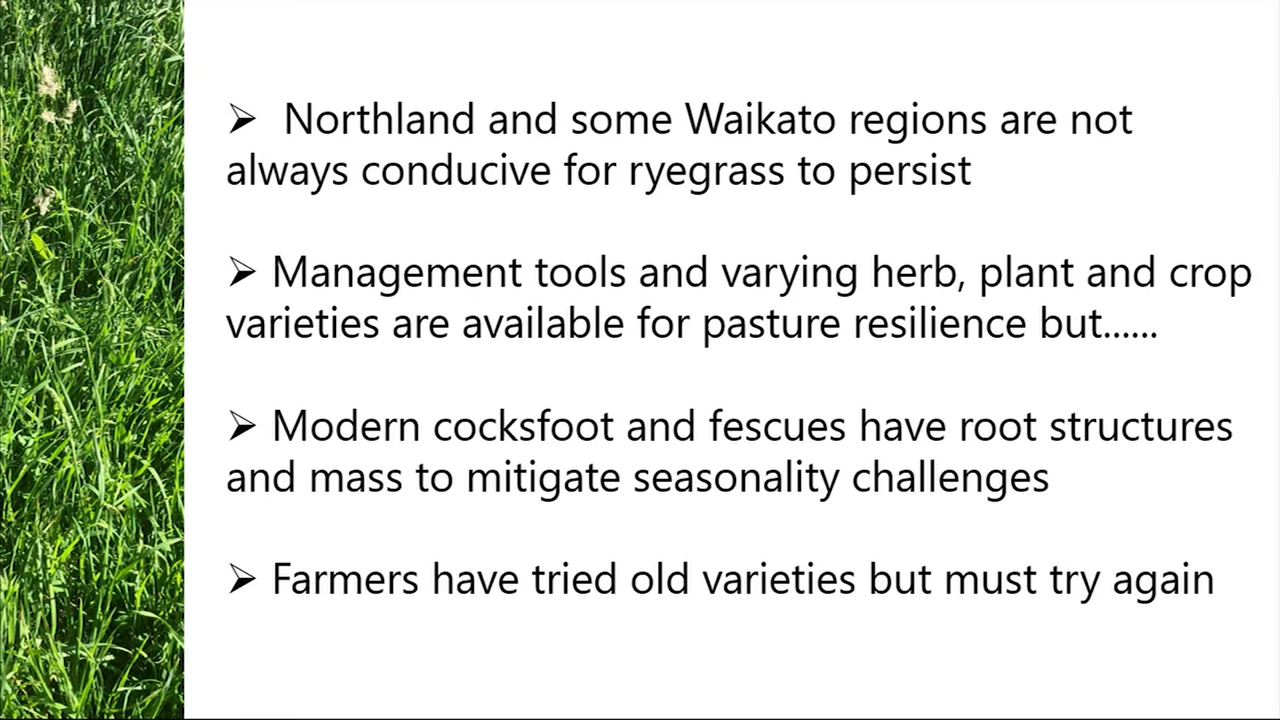 ➢ Northland and some Waikato regions are not
always conducive for ryegrass to persist
➢ Management tools and varying herb, plant and crop
varieties are available for pasture resilience but......
➢ Modern cocksfoot and fescues have root structures
and mass to mitigate seasonality challenges
➢ Farmers have tried old varieties but must try again